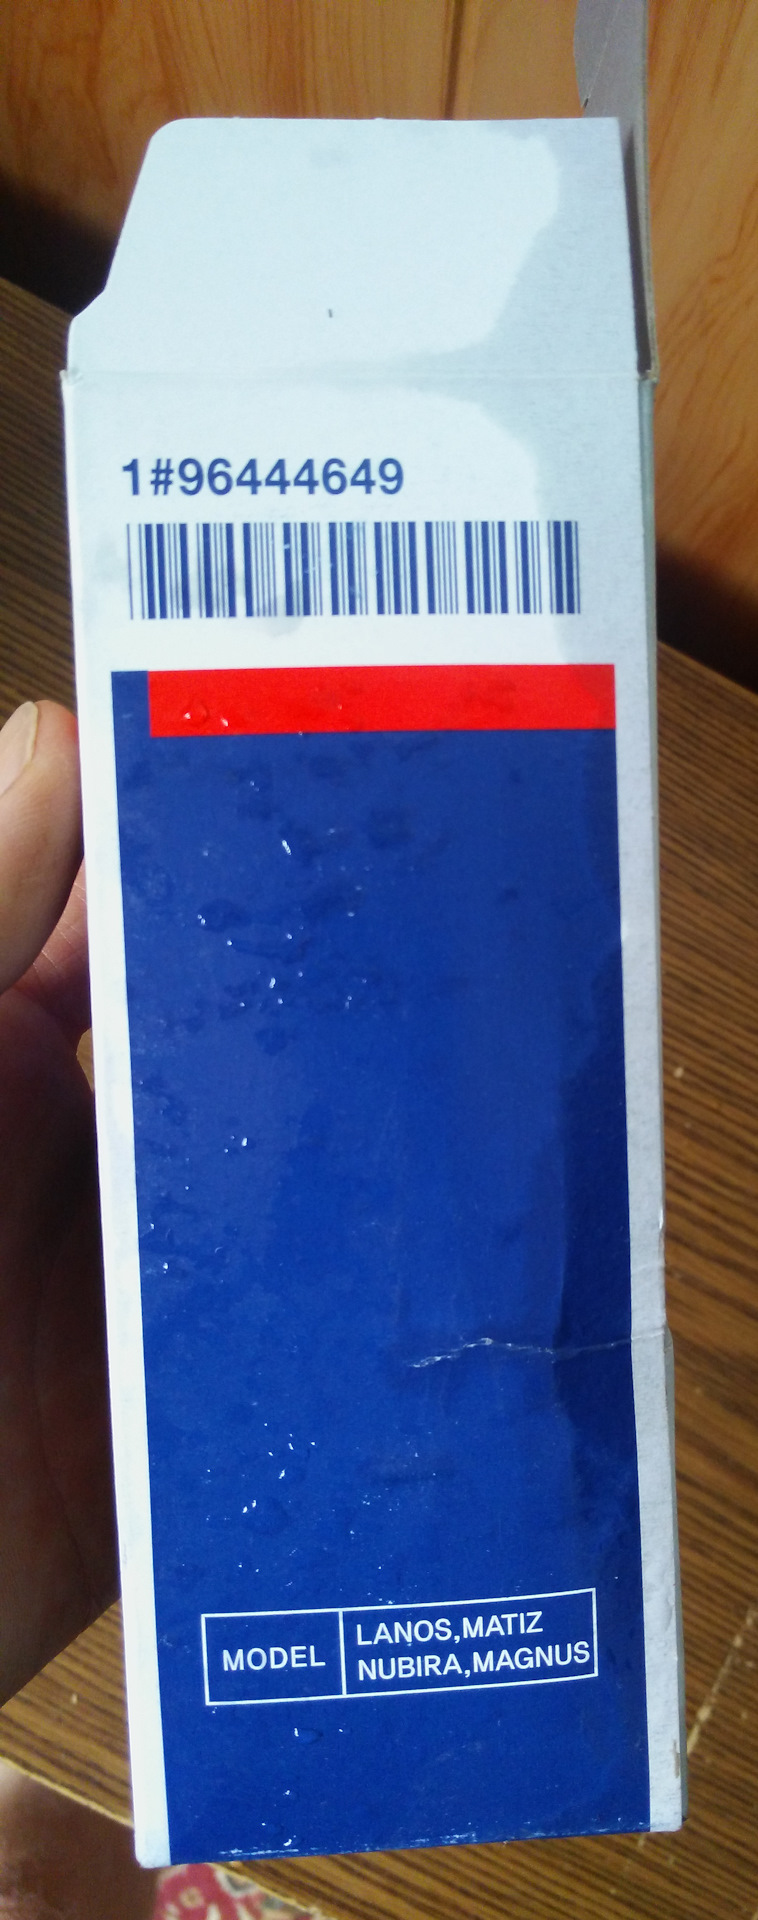 1#96444649
MODEL
LANOS,MATIZ
NUBIRA,MAGNUS